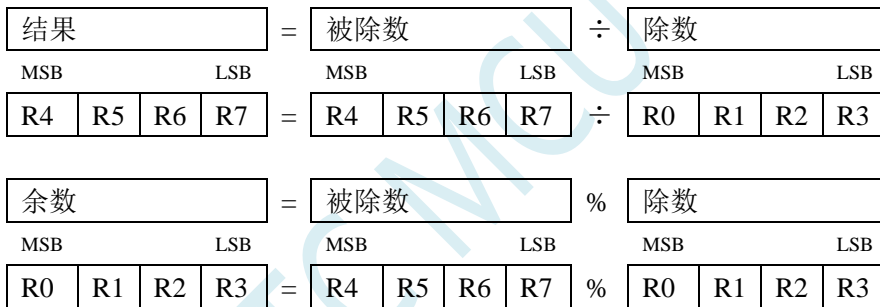 结果 = 被除数 ÷ 除数
MSB LSB MSB LSB MSB LSB
R4 R5 R6 R7 = R4 R5 R6 R7 ÷ R0 R1 R2 R3
余数 = 被除数 % 除数
MSB LSB MSB LSB MSB LSB
R0 R1 R2 R3 = R4 R5 R6 R7 % R0 R1 R2 R3
MCU